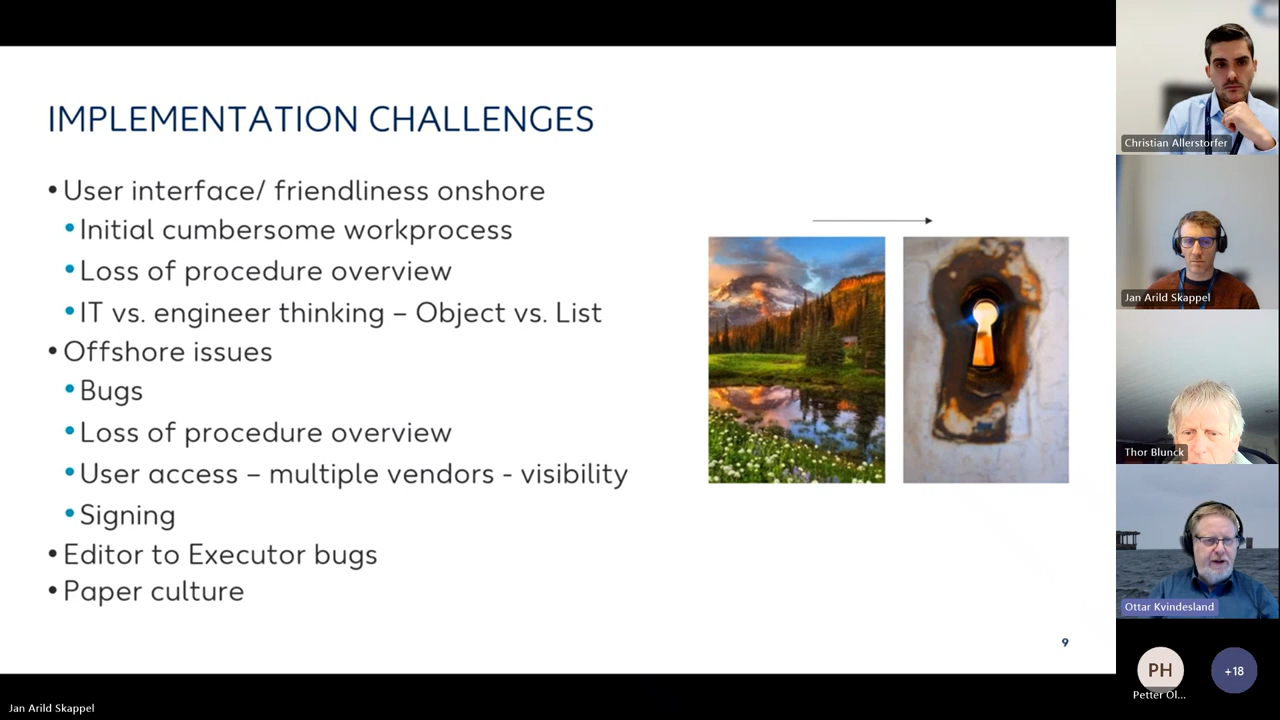 IMPLEMENTATION CHALLENGES
• User interface/ friendliness onshore
• Initial cumbersome workprocess
• Loss of procedure overview
• IT vs. engineer thinking – Object vs. List
• Offshore issues
• Bugs
• Loss of procedure overview
• User access – multiple vendors - visibility
• Signing
• Editor to Executor bugs
• Paper culture
9
Christian Allerstorfer
Jan Arild Skappel
Thor Blunck
Ottar Kvindesland
PH
Petter Ol...
+18
Jan Arild Skappel